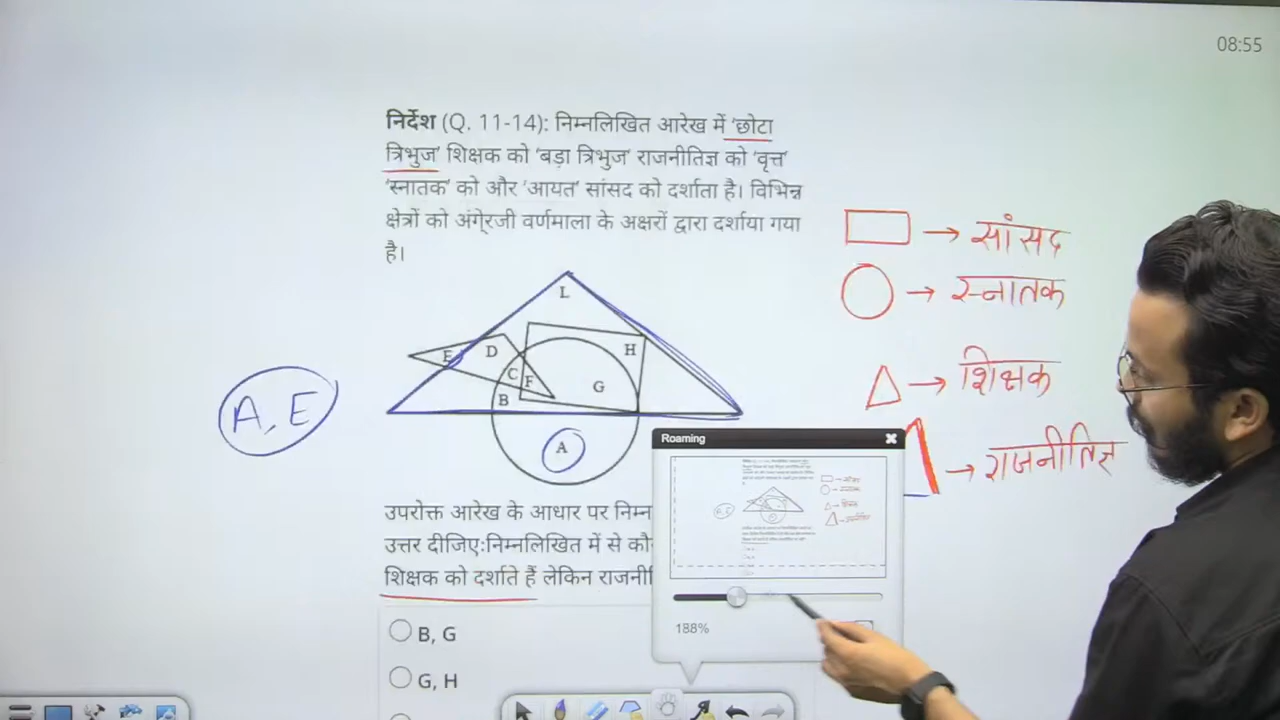 08:55
निर्देश (Q. 11-14): निम्नलिखित आरेख में 'छोटा
त्रिभुज' शिक्षक को 'बड़ा त्रिभुज' राजनीतिज्ञ को 'वृत्त'
'स्नातक' को और 'आयत' सांसद को दर्शाता है। विभिन्न
क्षेत्रों को अंगे्रजी वर्णमाला के अक्षरों द्वारा दर्शाया गया
है।
→ सांसद
→ स्नातक
→ शिक्षक
→ राजनीतिज्ञ
L
E D H
C F G
B
A
A, E
उपरोक्त आरेख के आधार पर
उत्तर दीजिए:निम्नलिखित में से
शिक्षक को दर्शाते हैं लेकिन
B, G
G, H
Roaming
188%